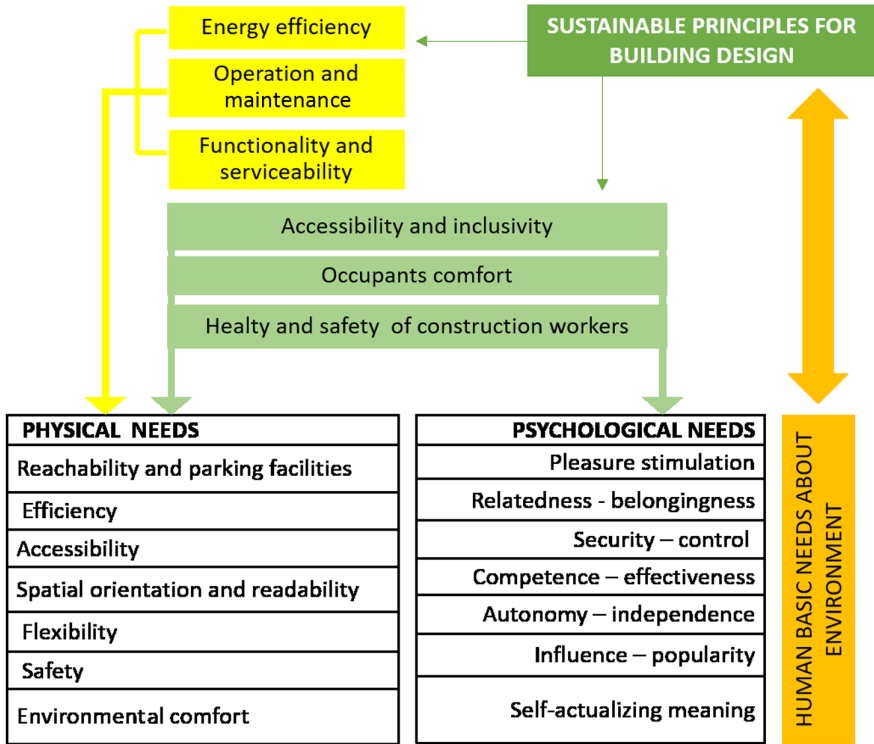 Energy efficiency
Operation and
maintenance
Functionality and
serviceability
SUSTAINABLE PRINCIPLES FOR
BUILDING DESIGN
Accessibility and inclusivity
Occupants comfort
Healty and safety of construction workers
PHYSICAL NEEDS
Reachability and parking facilities
Efficiency
Accessibility
Spatial orientation and readability
Flexibility
Safety
Environmental comfort
PSYCHOLOGICAL NEEDS
Pleasure stimulation
Relatedness - belongingness
Security – control
Competence – effectiveness
Autonomy – independence
Influence – popularity
Self-actualizing meaning
HUMAN BASIC NEEDS ABOUT
ENVIRONMENT